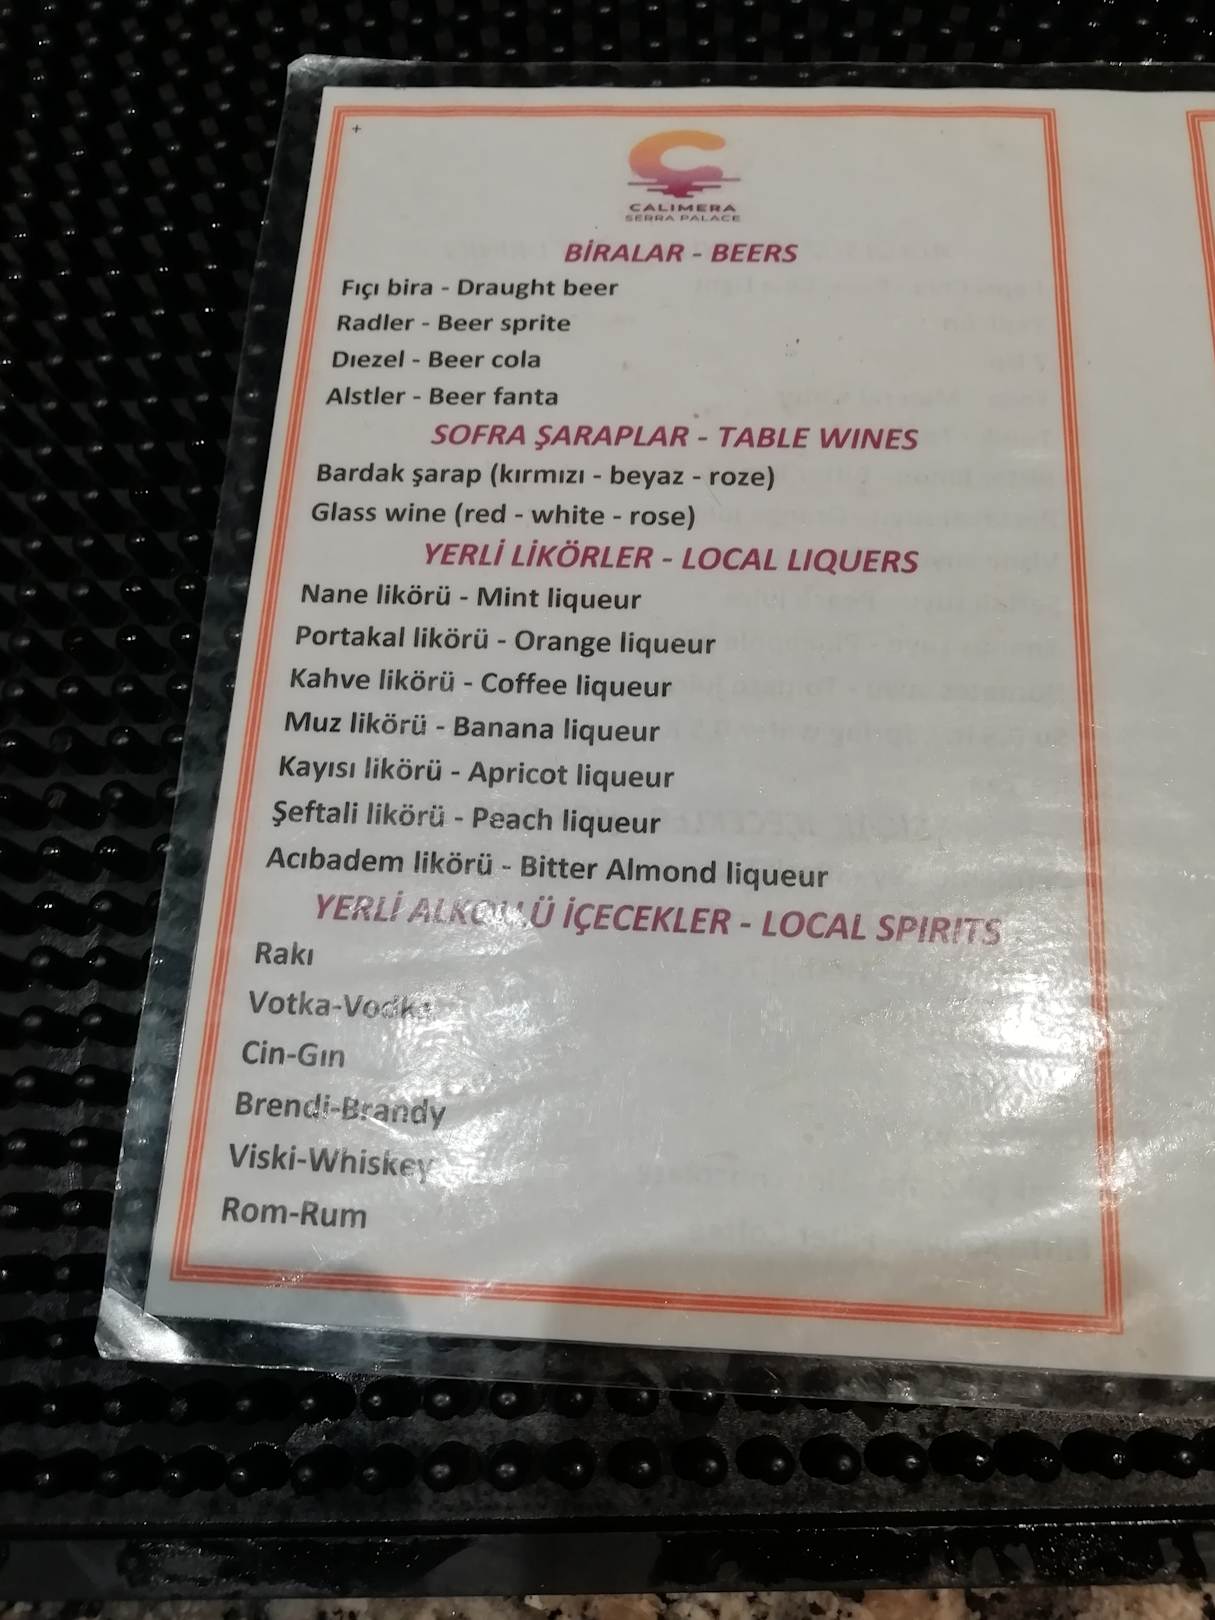 CALIMERA
SERRA PALACE
BİRALAR - BEERS
Fıçı bira - Draught beer
Radler - Beer sprite
Dıezel - Beer cola
Alstler - Beer fanta
SOFRA ŞARAPLAR - TABLE WINES
Bardak şarap (kırmızı - beyaz - roze)
Glass wine (red - white - rose)
YERLİ LİKÖRLER - LOCAL LIQUERS
Nane likörü - Mint liqueur
Portakal likörü - Orange liqueur
Kahve likörü - Coffee liqueur
Muz likörü - Banana liqueur
Kayısı likörü - Apricot liqueur
Şeftali likörü - Peach liqueur
Acıbadem likörü - Bitter Almond liqueur
YERLİ ALKOLLÜ İÇECEKLER - LOCAL SPIRITS
Rakı
Votka-Vodka
Cin-Gın
Brendi-Brandy
Viski-Whiskey
Rom-Rum